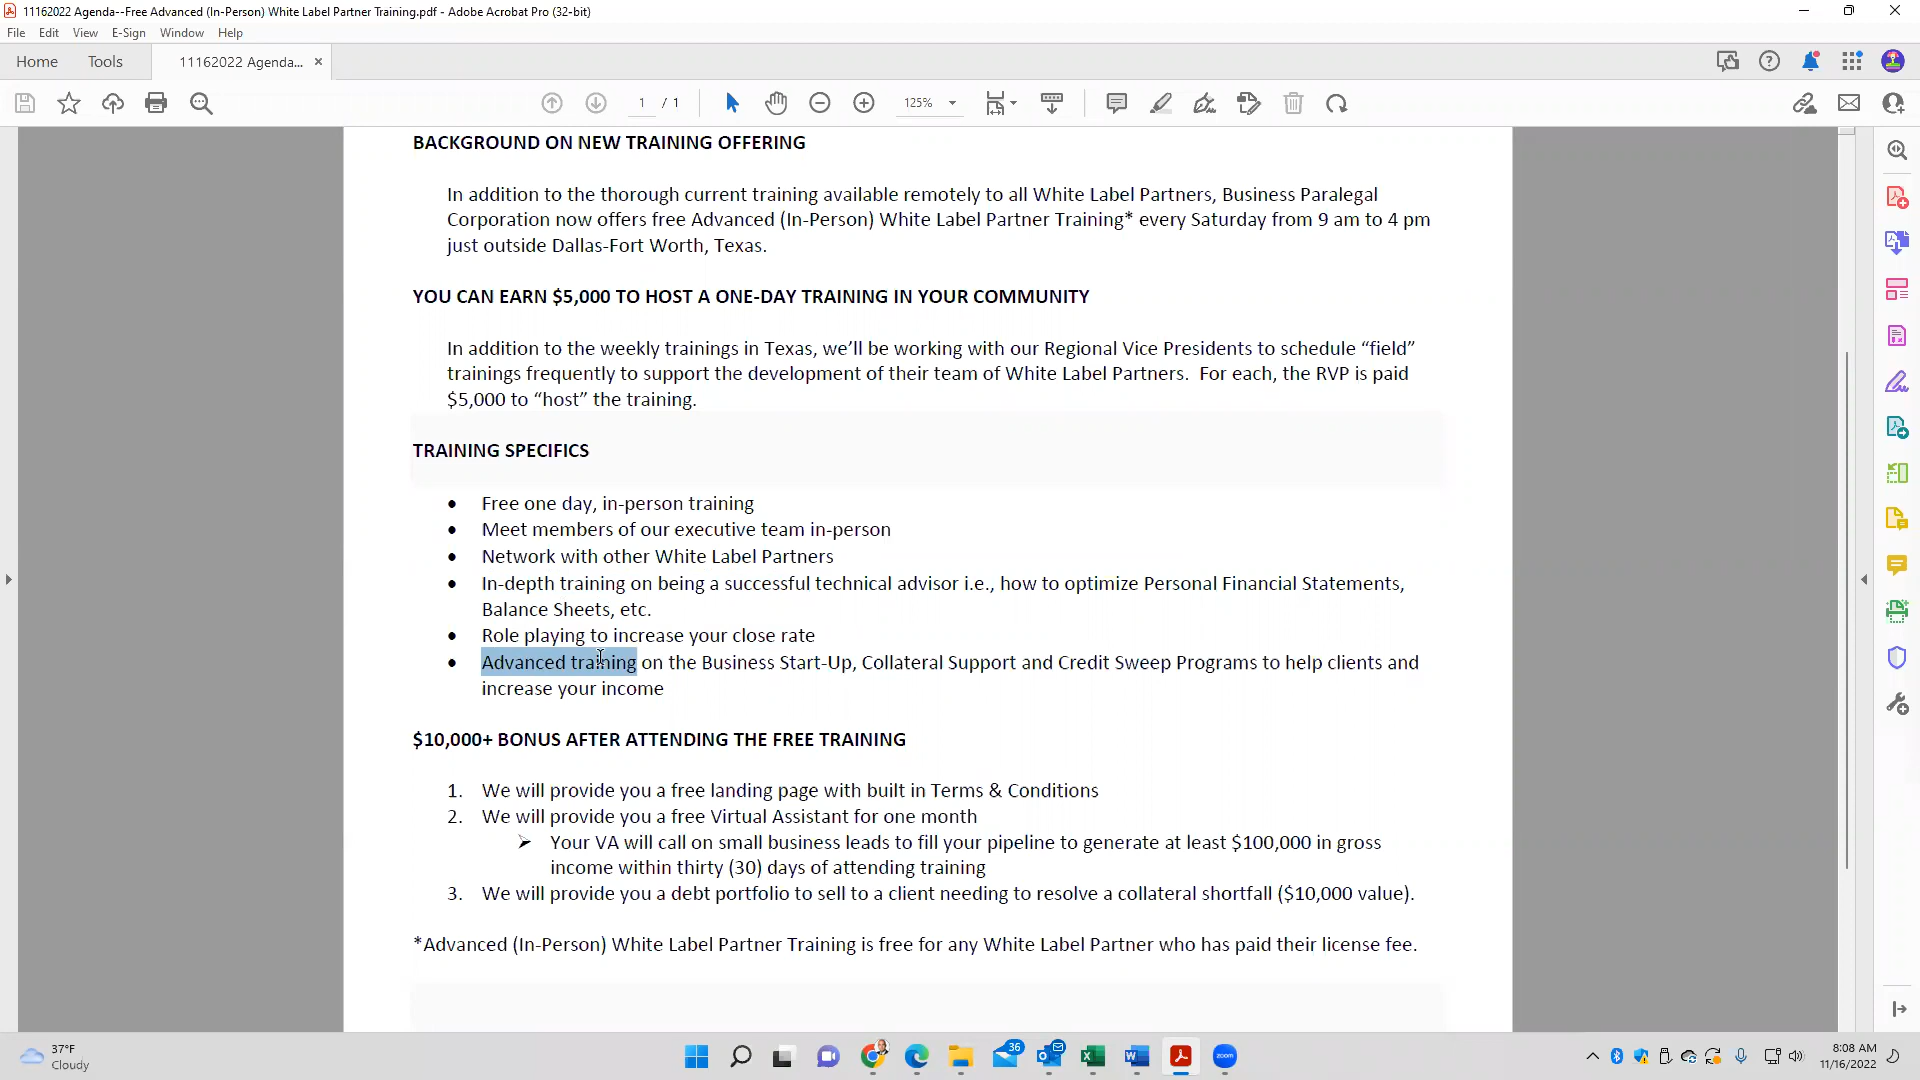 11162022 Agenda--Free Advanced (In-Person) White Label Partner Training.pdf - Adobe Acrobat Pro (32-bit)
File Edit View E-Sign Window Help
Home Tools 11162022 Agenda... ×
1 / 1 125%
BACKGROUND ON NEW TRAINING OFFERING
In addition to the thorough current training available remotely to all White Label Partners, Business Paralegal
Corporation now offers free Advanced (In-Person) White Label Partner Training* every Saturday from 9 am to 4 pm
just outside Dallas-Fort Worth, Texas.
YOU CAN EARN $5,000 TO HOST A ONE-DAY TRAINING IN YOUR COMMUNITY
In addition to the weekly trainings in Texas, we’ll be working with our Regional Vice Presidents to schedule “field”
trainings frequently to support the development of their team of White Label Partners. For each, the RVP is paid
$5,000 to “host” the training.
TRAINING SPECIFICS
• Free one day, in-person training
• Meet members of our executive team in-person
• Network with other White Label Partners
• In-depth training on being a successful technical advisor i.e., how to optimize Personal Financial Statements,
Balance Sheets, etc.
• Role playing to increase your close rate
• Advanced training on the Business Start-Up, Collateral Support and Credit Sweep Programs to help clients and
increase your income
$10,000+ BONUS AFTER ATTENDING THE FREE TRAINING
1. We will provide you a free landing page with built in Terms & Conditions
2. We will provide you a free Virtual Assistant for one month
➢ Your VA will call on small business leads to fill your pipeline to generate at least $100,000 in gross
income within thirty (30) days of attending training
3. We will provide you a debt portfolio to sell to a client needing to resolve a collateral shortfall ($10,000 value).
*Advanced (In-Person) White Label Partner Training is free for any White Label Partner who has paid their license fee.
37°F
Cloudy
36
zoom
8:08 AM
11/16/2022